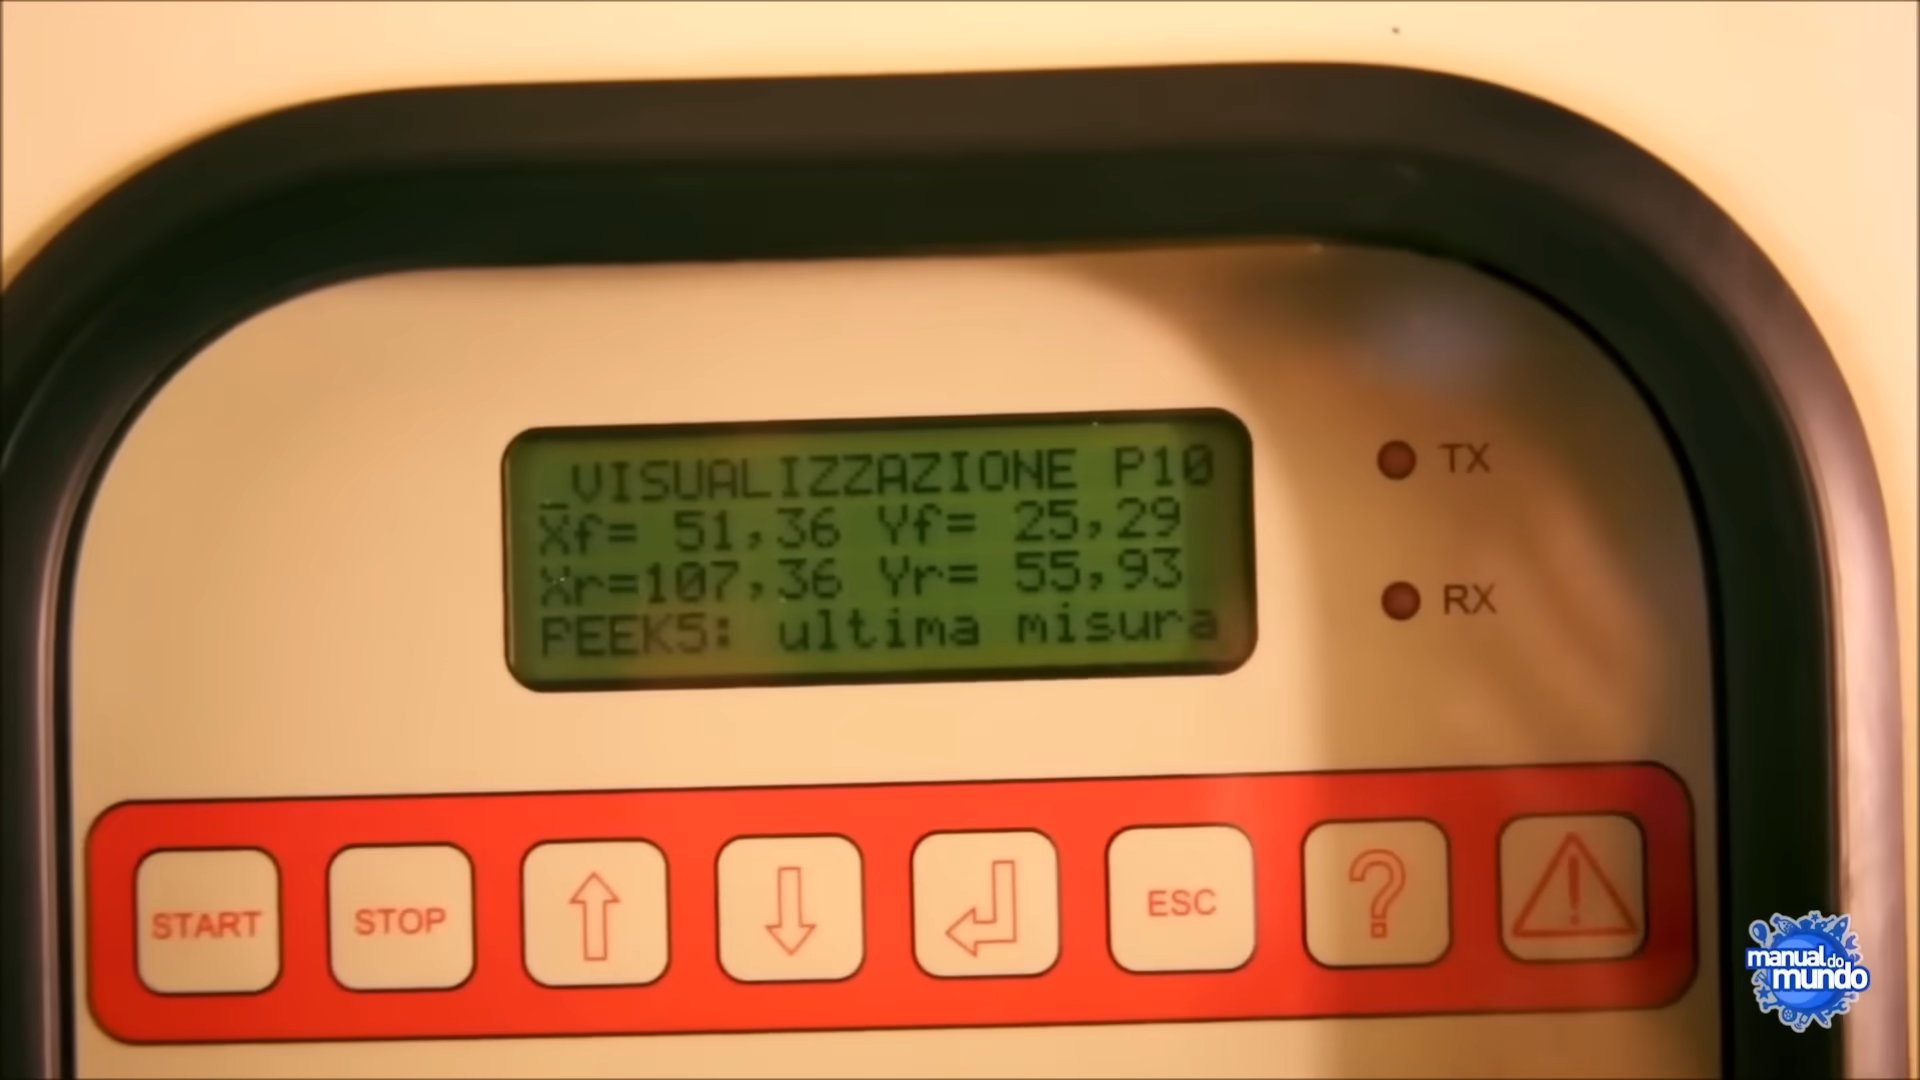 _VISUALIZZAZIONE P10
Xf= 51,36 Yf= 25,29
Xr=107,36 Yr= 55,93
PEEK5: ultima misura
TX
RX
START
STOP
ESC
?
!
manual do
mundo